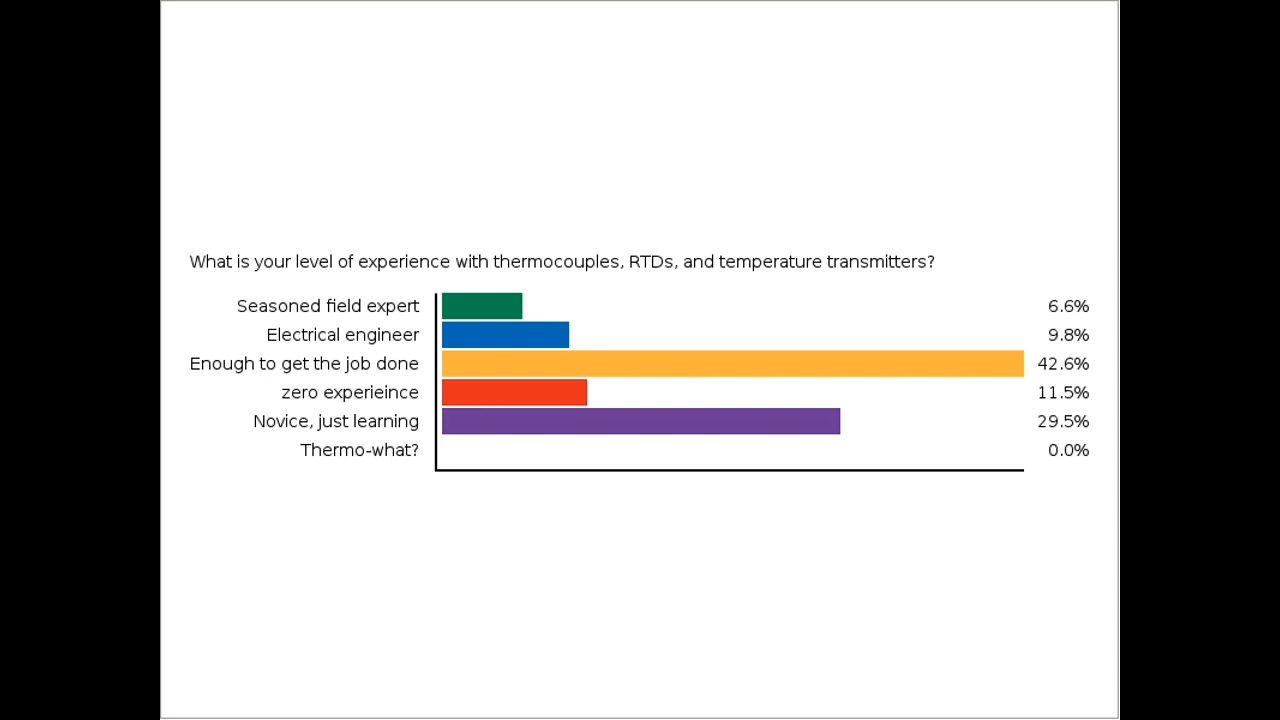 What is your level of experience with thermocouples, RTDs, and temperature transmitters?
Seasoned field expert 6.6%
Electrical engineer 9.8%
Enough to get the job done 42.6%
zero experieince 11.5%
Novice, just learning 29.5%
Thermo-what? 0.0%